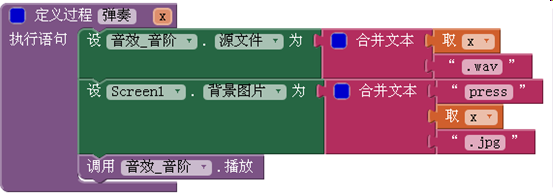 定义过程 弹奏 x
执行语句 设 音效_音阶 . 源文件 为 合并文本 取 x
“ .wav ”
设 Screen1 . 背景图片 为 合并文本 “ press ”
取 x
“ .jpg ”
调用 音效_音阶 .播放